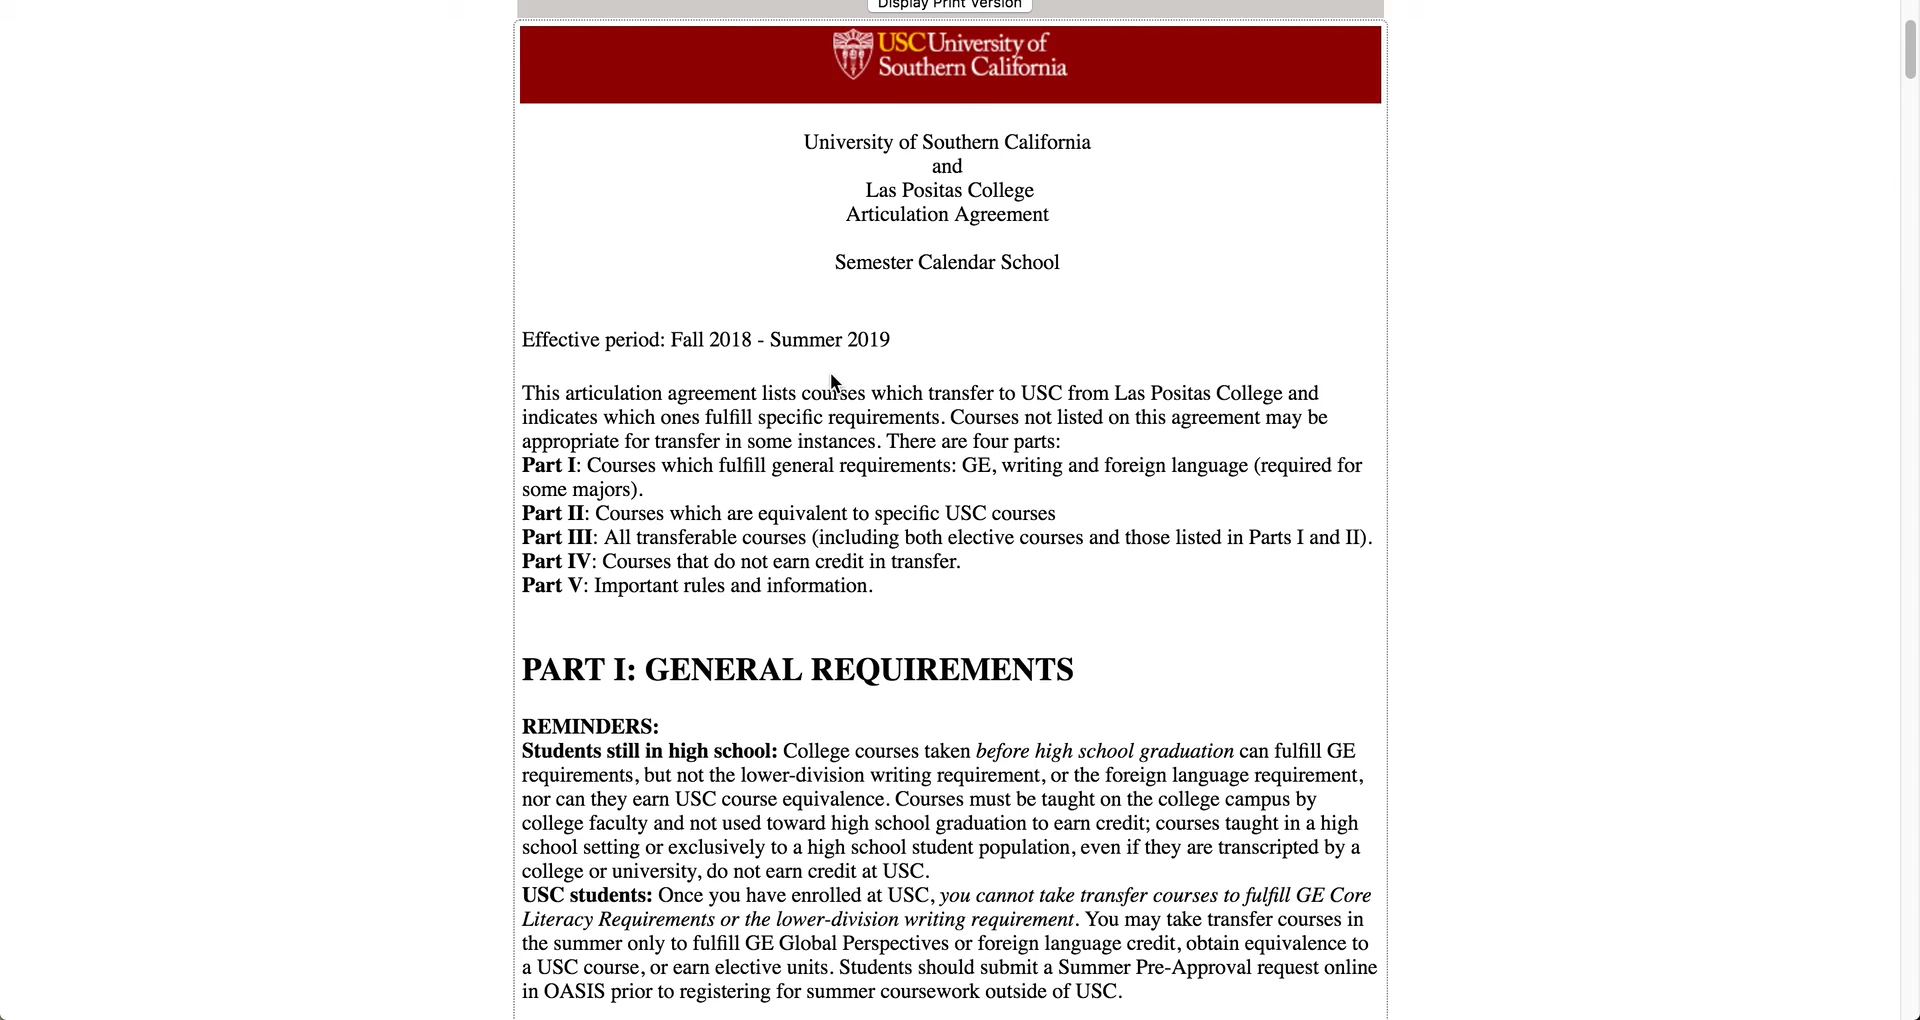 Display Print Version
USC University of
Southern California
University of Southern California
and
Las Positas College
Articulation Agreement
Semester Calendar School
Effective period: Fall 2018 - Summer 2019
This articulation agreement lists courses which transfer to USC from Las Positas College and
indicates which ones fulfill specific requirements. Courses not listed on this agreement may be
appropriate for transfer in some instances. There are four parts:
Part I: Courses which fulfill general requirements: GE, writing and foreign language (required for
some majors).
Part II: Courses which are equivalent to specific USC courses
Part III: All transferable courses (including both elective courses and those listed in Parts I and II).
Part IV: Courses that do not earn credit in transfer.
Part V: Important rules and information.
PART I: GENERAL REQUIREMENTS
REMINDERS:
Students still in high school: College courses taken before high school graduation can fulfill GE
requirements, but not the lower-division writing requirement, or the foreign language requirement,
nor can they earn USC course equivalence. Courses must be taught on the college campus by
college faculty and not used toward high school graduation to earn credit; courses taught in a high
school setting or exclusively to a high school student population, even if they are transcripted by a
college or university, do not earn credit at USC.
USC students: Once you have enrolled at USC, you cannot take transfer courses to fulfill GE Core
Literacy Requirements or the lower-division writing requirement. You may take transfer courses in
the summer only to fulfill GE Global Perspectives or foreign language credit, obtain equivalence to
a USC course, or earn elective units. Students should submit a Summer Pre-Approval request online
in OASIS prior to registering for summer coursework outside of USC.